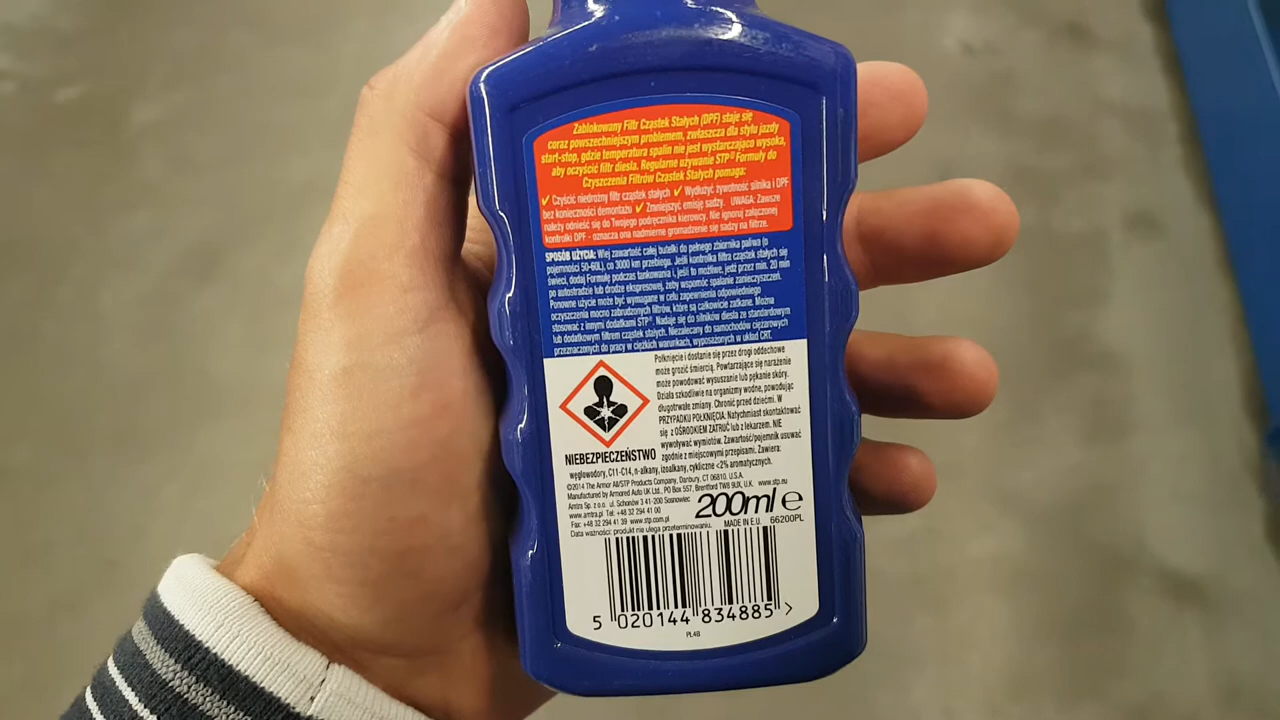 Zablokowany Filtr Cząstek Stałych (DPF) staje się
coraz powszechniejszym problemem, zwłaszcza dla stylu jazdy
start-stop, gdzie temperatura spalin nie jest wystarczająco wysoka,
aby oczyścić filtr diesla. Regularne używanie STP® Formuły do
Czyszczenia Filtrów Cząstek Stałych pomaga:
✓ Czyścić niedrożny filtr cząstek stałych ✓ Wydłużyć żywotność silnika i DPF
bez konieczności demontażu ✓ Zmniejszyć emisję sadzy. UWAGA: Zawsze
należy odnieść się do Twojego podręcznika kierowcy. Nie ignoruj załączonej
kontrolki DPF - oznacza ona nadmierne gromadzenie się sadzy na filtrze.
SPOSÓB UŻYCIA: Wlej zawartość całej butelki do pełnego zbiornika paliwa (o
pojemności 50-60L), co 3000 km przebiegu. Jeśli kontrolka filtra cząstek stałych się
świeci, dodaj Formułę podczas tankowania i, jeśli to możliwe, jedź przez min. 20 min
po autostradzie lub drodze ekspresowej, żeby wspomóc spalanie zanieczyszczeń.
Ponowne użycie może być wymagane w celu zapewnienia odpowiedniego
oczyszczenia mocno zabrudzonych filtrów, które są całkowicie zatkane. Można
stosować z innymi dodatkami STP®. Nadaje się do silników diesla ze standardowym
lub dodatkowym filtrem cząstek stałych. Niezalecany do samochodów ciężarowych
przeznaczonych do pracy w ciężkich warunkach, wyposażonych w układ CRT.
Połknięcie i dostanie się przez drogi oddechowe
może grozić śmiercią. Powtarzające się narażenie
może powodować wysuszanie lub pękanie skóry.
Działa szkodliwie na organizmy wodne, powodując
długotrwałe zmiany. Chronić przed dziećmi. W
PRZYPADKU POŁKNIĘCIA: Natychmiast skontaktować
się z OŚRODKIEM ZATRUĆ lub z lekarzem. NIE
wywoływać wymiotów. Zawartość/pojemnik usuwać
zgodnie z miejscowymi przepisami. Zawiera:
NIEBEZPIECZEŃSTWO
węglowodory, C11-C14, n-alkany, izoalkany, cykliczne <2% aromatycznych.
©2014 The Armor All/STP Products Company, Danbury, CT 06810. U.S.A.
Manufactured by Armored Auto UK Ltd., PO Box 557, Brentford TW8 9UX, U.K. www.stp.eu
Amtra Sp. z o.o. ul. Schonów 3 41-200 Sosnowiec
www.amtra.pl Tel: +48 32 294 41 00
Fax: +48 32 294 41 39 www.stp.com.pl
200ml e
Data ważności: produkt nie ulega przeterminowaniu. MADE IN E.U. 66200PL
5 020144 834885 >
PL4B